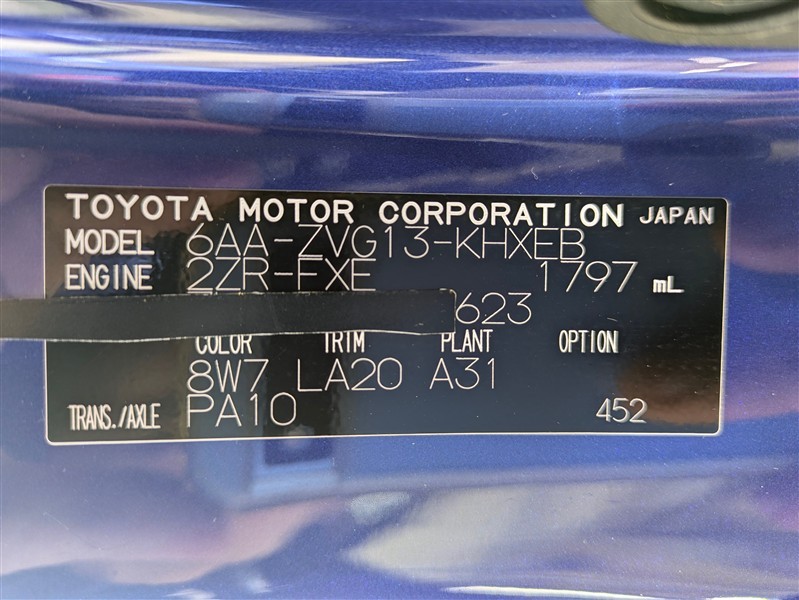 TOYOTA MOTOR CORPORATION JAPAN
MODEL 6AA-ZVG13-KHXEB
ENGINE 2ZR-FXE 1797 mL
623
COLOR TRIM PLANT OPTION
8W7 LA20 A31
TRANS./AXLE PA10 452